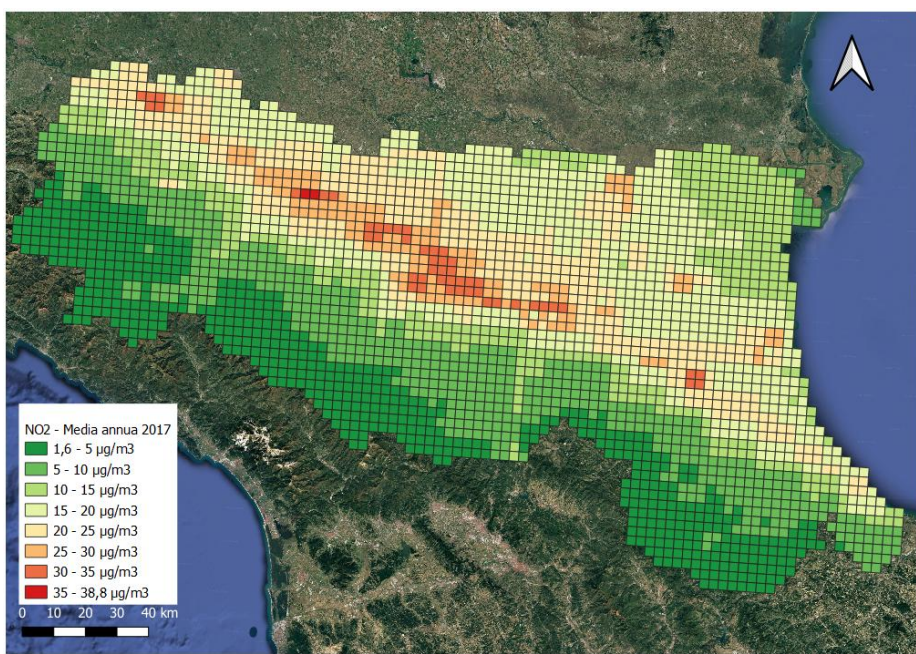 NO2 - Media annua 2017
1,6 - 5 µg/m3
5 - 10 µg/m3
10 - 15 µg/m3
15 - 20 µg/m3
20 - 25 µg/m3
25 - 30 µg/m3
30 - 35 µg/m3
35 - 38,8 µg/m3
0 10 20 30 40 km